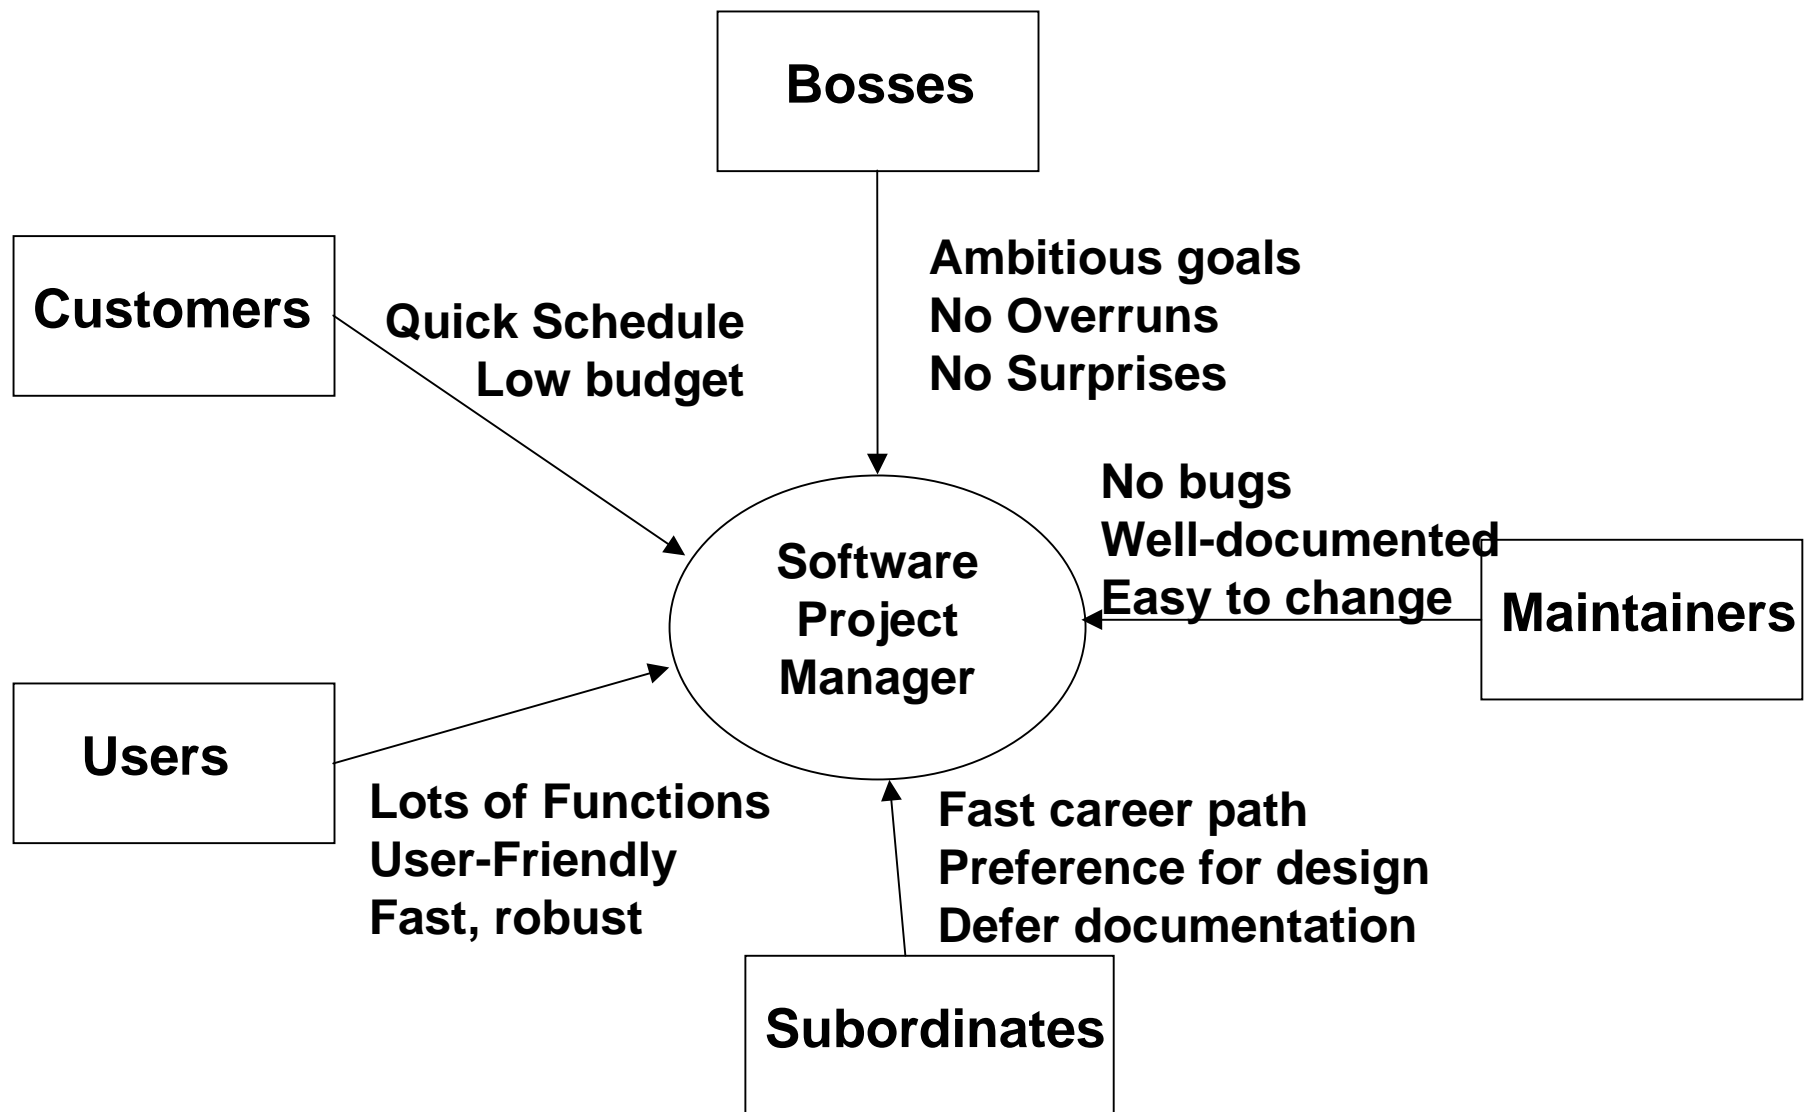 Bosses
Ambitious goals
No Overruns
No Surprises
Customers
Quick Schedule
Low budget
No bugs
Well-documented
Easy to change
Maintainers
Software
Project
Manager
Users
Lots of Functions
User-Friendly
Fast, robust
Fast career path
Preference for design
Defer documentation
Subordinates